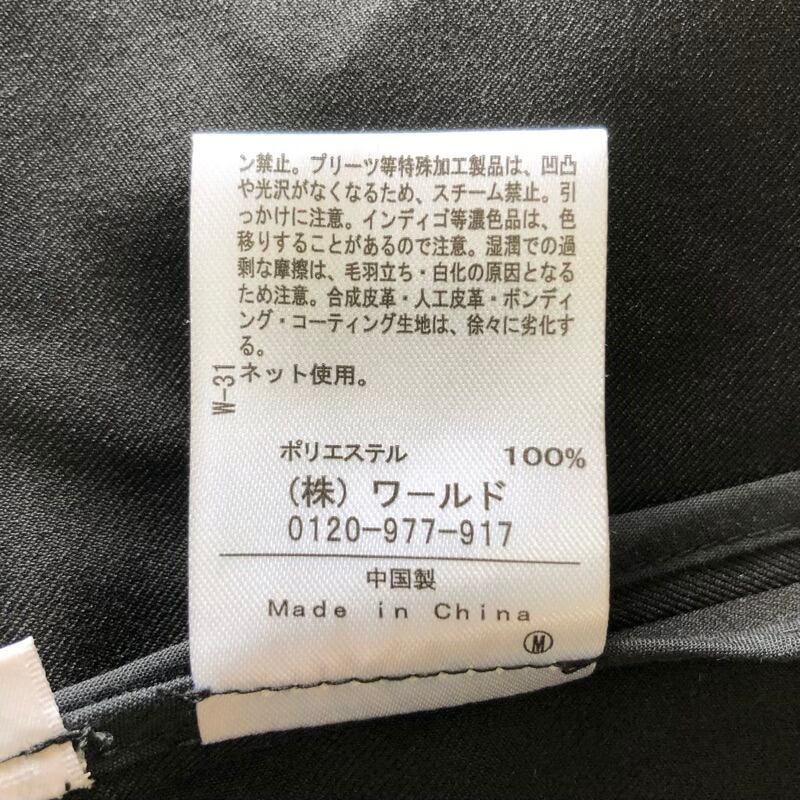 ン禁止。プリーツ等特殊加工製品は、凹凸
や光沢がなくなるため、スチーム禁止。引
っかけに注意。インディゴ等濃色品は、色
移りすることがあるので注意。湿潤での過
剰な摩擦は、毛羽立ち・白化の原因となる
ため注意。合成皮革・人工皮革・ボンディ
ング・コーティング生地は、徐々に劣化す
る。
ネット使用。
W-31
ポリエステル 100%
(株) ワールド
0120-977-917
中国製
Made in China
M